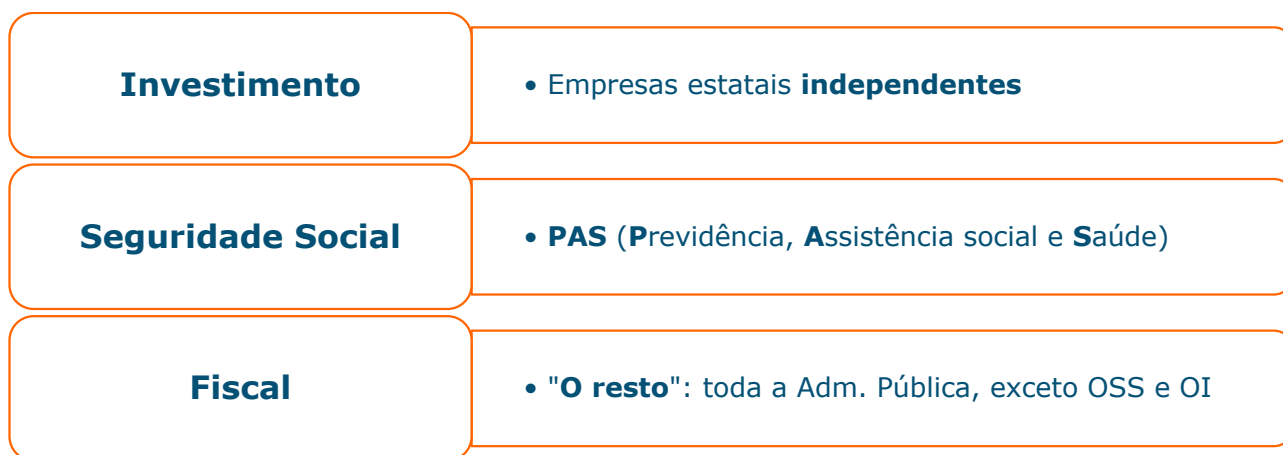 Investimento
• Empresas estatais independentes
Seguridade Social
• PAS (Previdência, Assistência social e Saúde)
Fiscal
• "O resto": toda a Adm. Pública, exceto OSS e OI